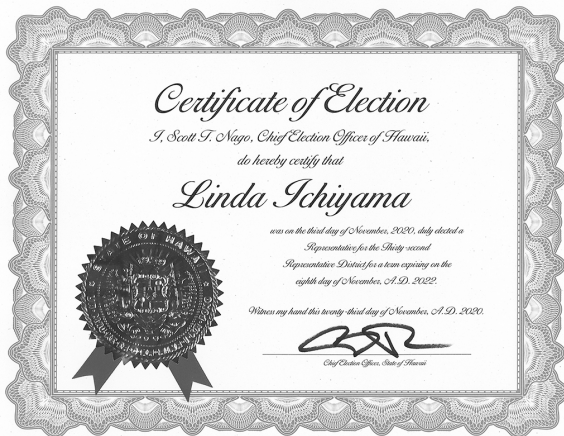 Certificate of Election
I, Scott T. Nago, Chief Election Officer of Hawaii,
do hereby certify that
Linda Ichiyama
was on the third day of November, 2020, duly elected a
Representative for the Thirty-second
Representative District for a term expiring on the
eighth day of November, A.D. 2022.
Witness my hand this twenty-third day of November, A.D. 2020.
Chief Election Officer, State of Hawaii
STATE OF HAWAII